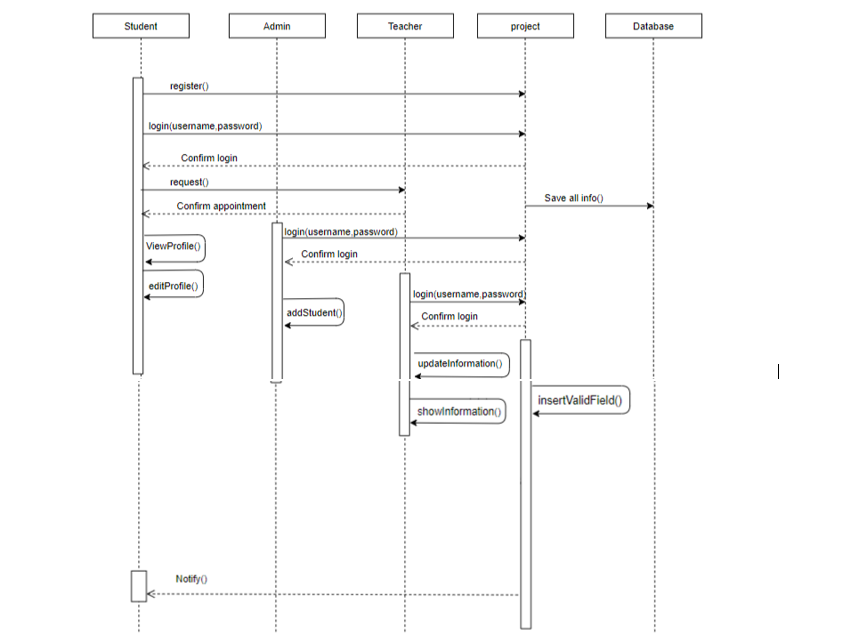 Student
Admin
Teacher
project
Database
register()
login(username,password)
Confirm login
request()
Save all info()
Confirm appointment
login(username,password)
ViewProfile()
Confirm login
editProfile()
login(username,password)
addStudent()
Confirm login
updateInformation()
insertValidField()
showInformation()
Notify()